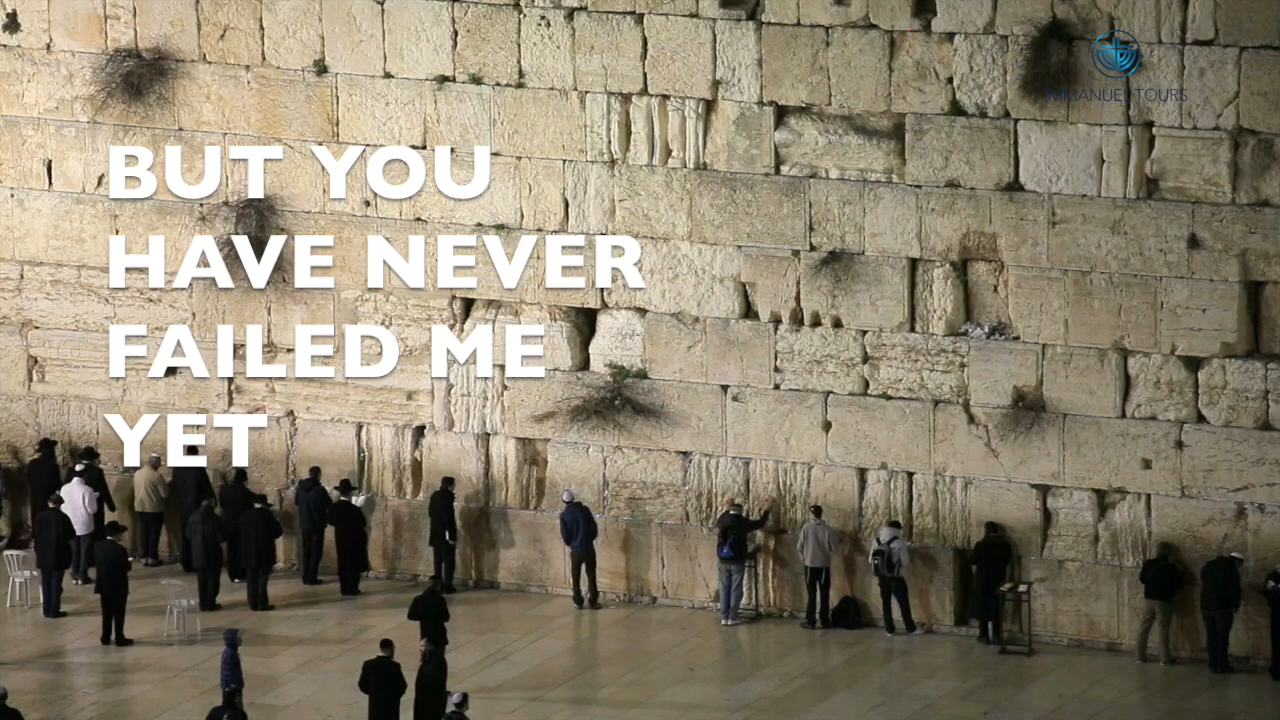 BUT YOU
HAVE NEVER
FAILED ME
YET
IMMANUEL TOURS